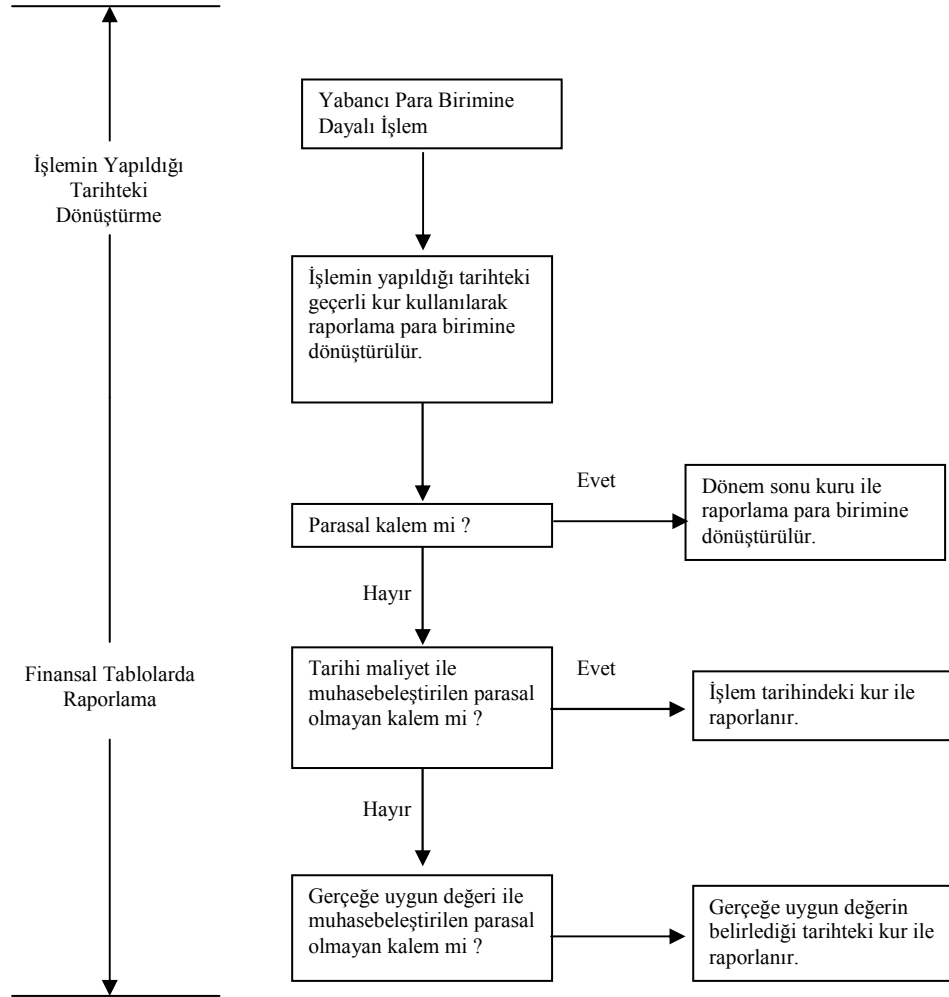 Yabancı Para Birimine
Dayalı İşlem
İşlemin Yapıldığı
Tarihteki
Dönüştürme
İşlemin yapıldığı tarihteki
geçerli kur kullanılarak
raporlama para birimine
dönüştürülür.
Parasal kalem mi ?
Evet
Dönem sonu kuru ile
raporlama para birimine
dönüştürülür.
Hayır
Finansal Tablolarda
Raporlama
Tarihi maliyet ile
muhasebeleştirilen parasal
olmayan kalem mi ?
Evet
İşlem tarihindeki kur ile
raporlanır.
Hayır
Gerçeğe uygun değeri ile
muhasebeleştirilen parasal
olmayan kalem mi ?
Gerçeğe uygun değerin
belirlediği tarihteki kur ile
raporlanır.